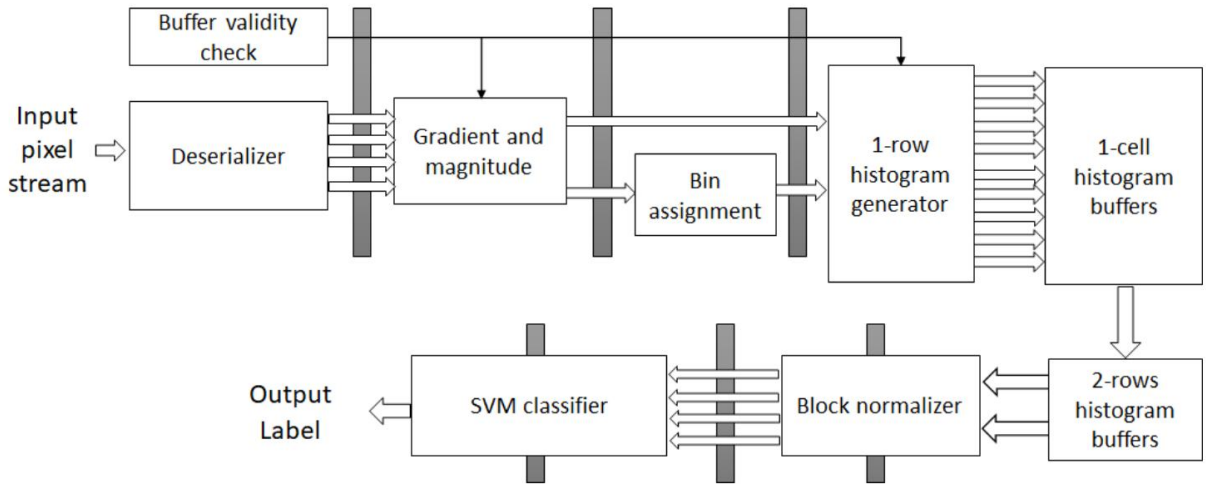 Buffer validity
check
Input
pixel
stream
Deserializer
Gradient and
magnitude
Bin
assignment
1-row
histogram
generator
1-cell
histogram
buffers
Output
Label
SVM classifier
Block normalizer
2-rows
histogram
buffers